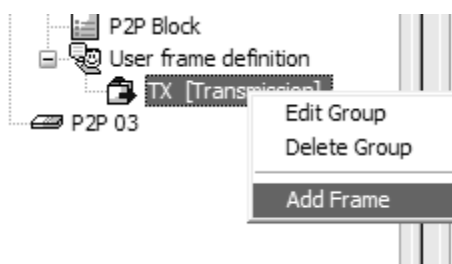 P2P Block
User frame definition
TX [Transmission]
Edit Group
P2P 03
Delete Group
Add Frame